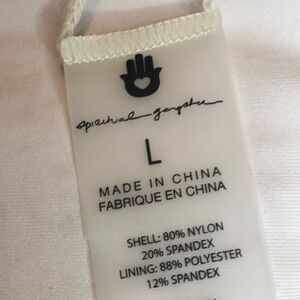 spiritual gangster
L
MADE IN CHINA
FABRIQUE EN CHINA
SHELL: 80% NYLON
20% SPANDEX
LINING: 88% POLYESTER
12% SPANDEX